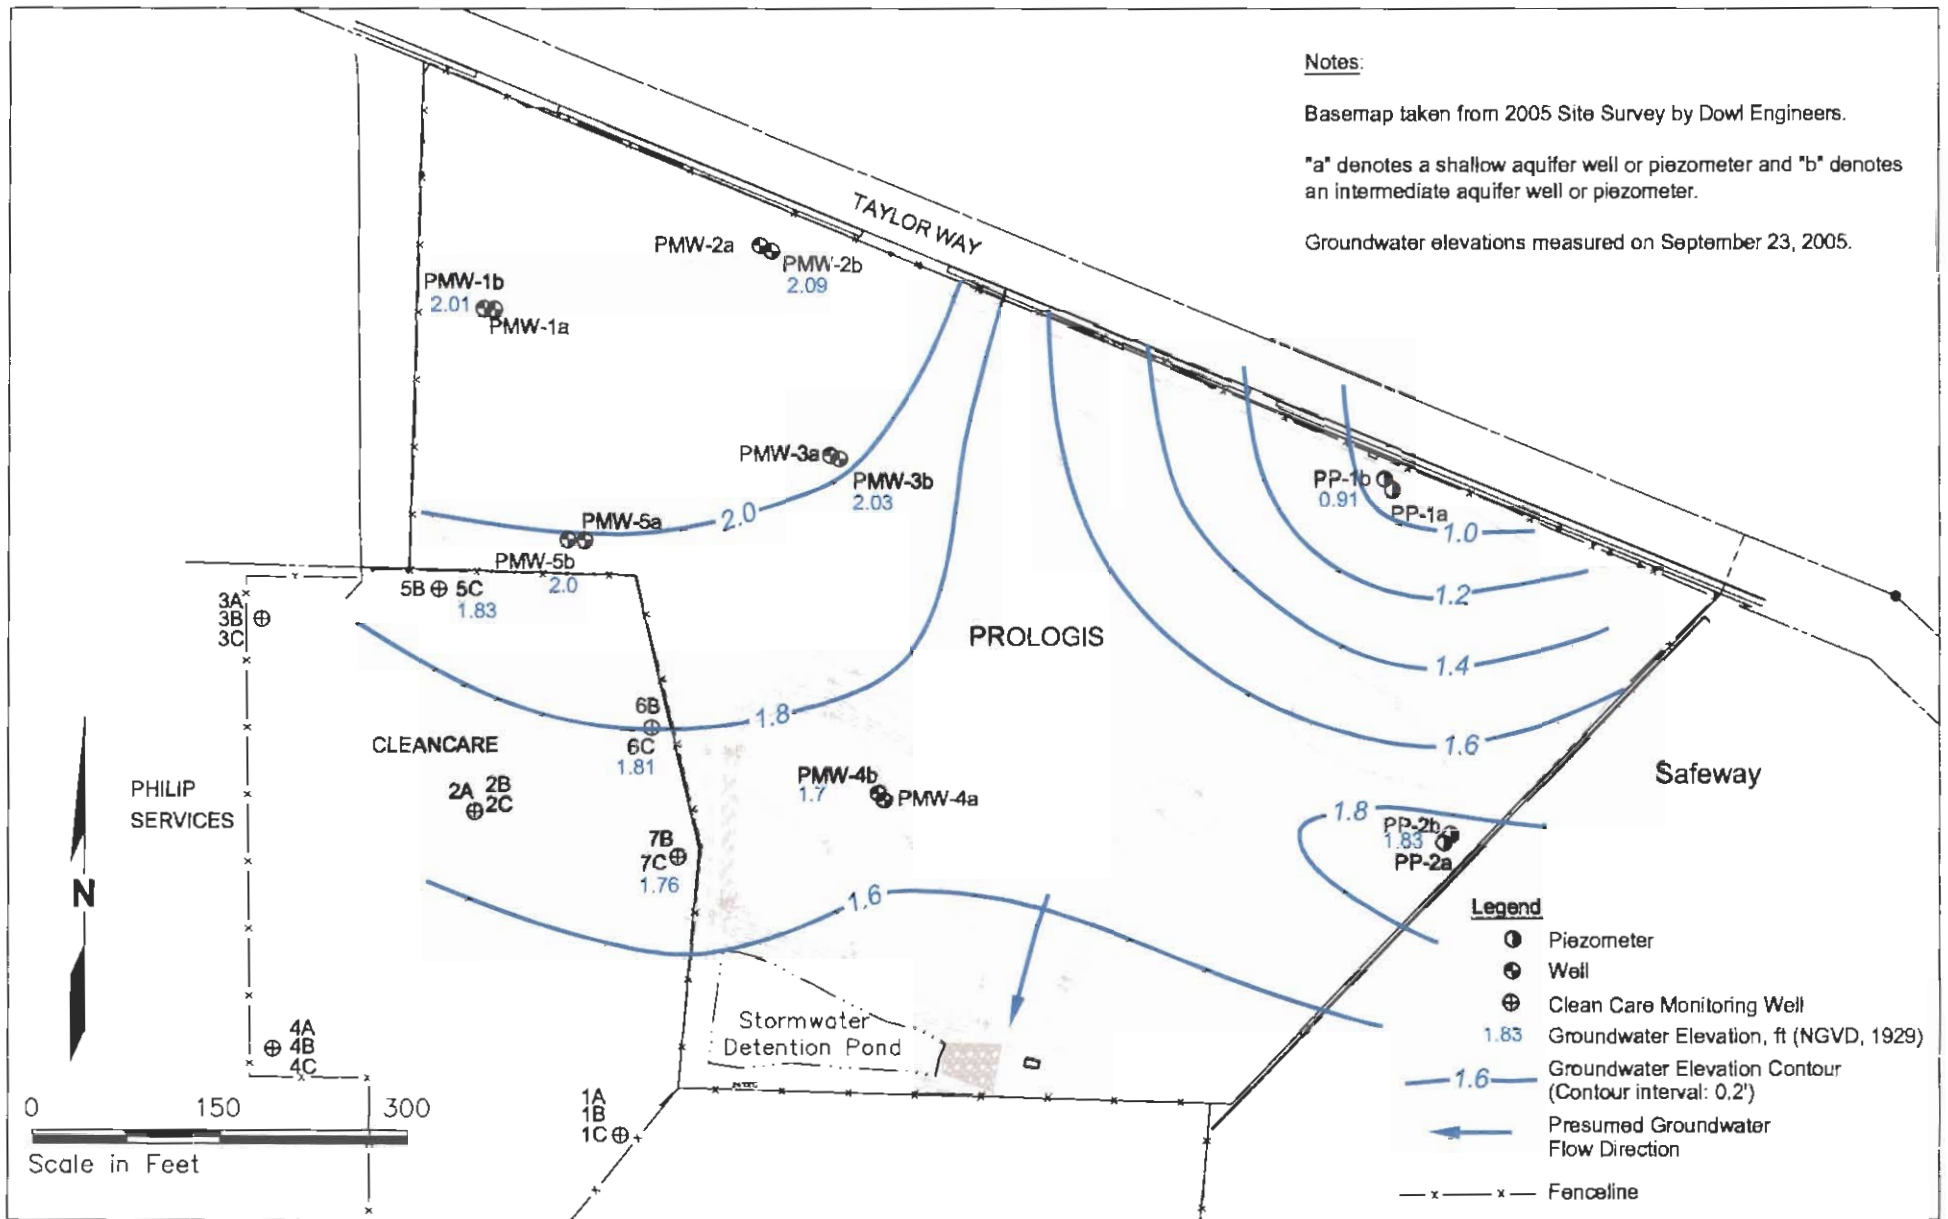 Notes:
Basemap taken from 2005 Site Survey by Dowl Engineers.
"a" denotes a shallow aquifer well or piezometer and "b" denotes
an intermediate aquifer well or piezometer.
Groundwater elevations measured on September 23, 2005.
TAYLOR WAY
PMW-2a
PMW-2b
2.09
PMW-1b
2.01
PMW-1a
PMW-3a
PMW-3b
2.03
2.0
PMW-5a
PMW-5b
2.0
PP-1b
0.91
PP-1a
1.0
1.2
1.4
1.6
5B
5C
1.83
3A
3B
3C
PROLOGIS
6B
6C
1.81
1.8
CLEANCARE
PHILIP
SERVICES
2A
2B
2C
PMW-4b
1.7
PMW-4a
Safeway
7B
7C
1.76
1.8
PP-2b
1.83
PP-2a
1.6
N
Stormwater
Detention Pond
4A
4B
4C
1A
1B
1C
0 150 300
Scale in Feet
Legend
Piezometer
Well
Clean Care Monitoring Well
1.83 Groundwater Elevation, ft (NGVD, 1929)
1.6 Groundwater Elevation Contour
(Contour interval: 0.2')
Presumed Groundwater
Flow Direction
Fenceline